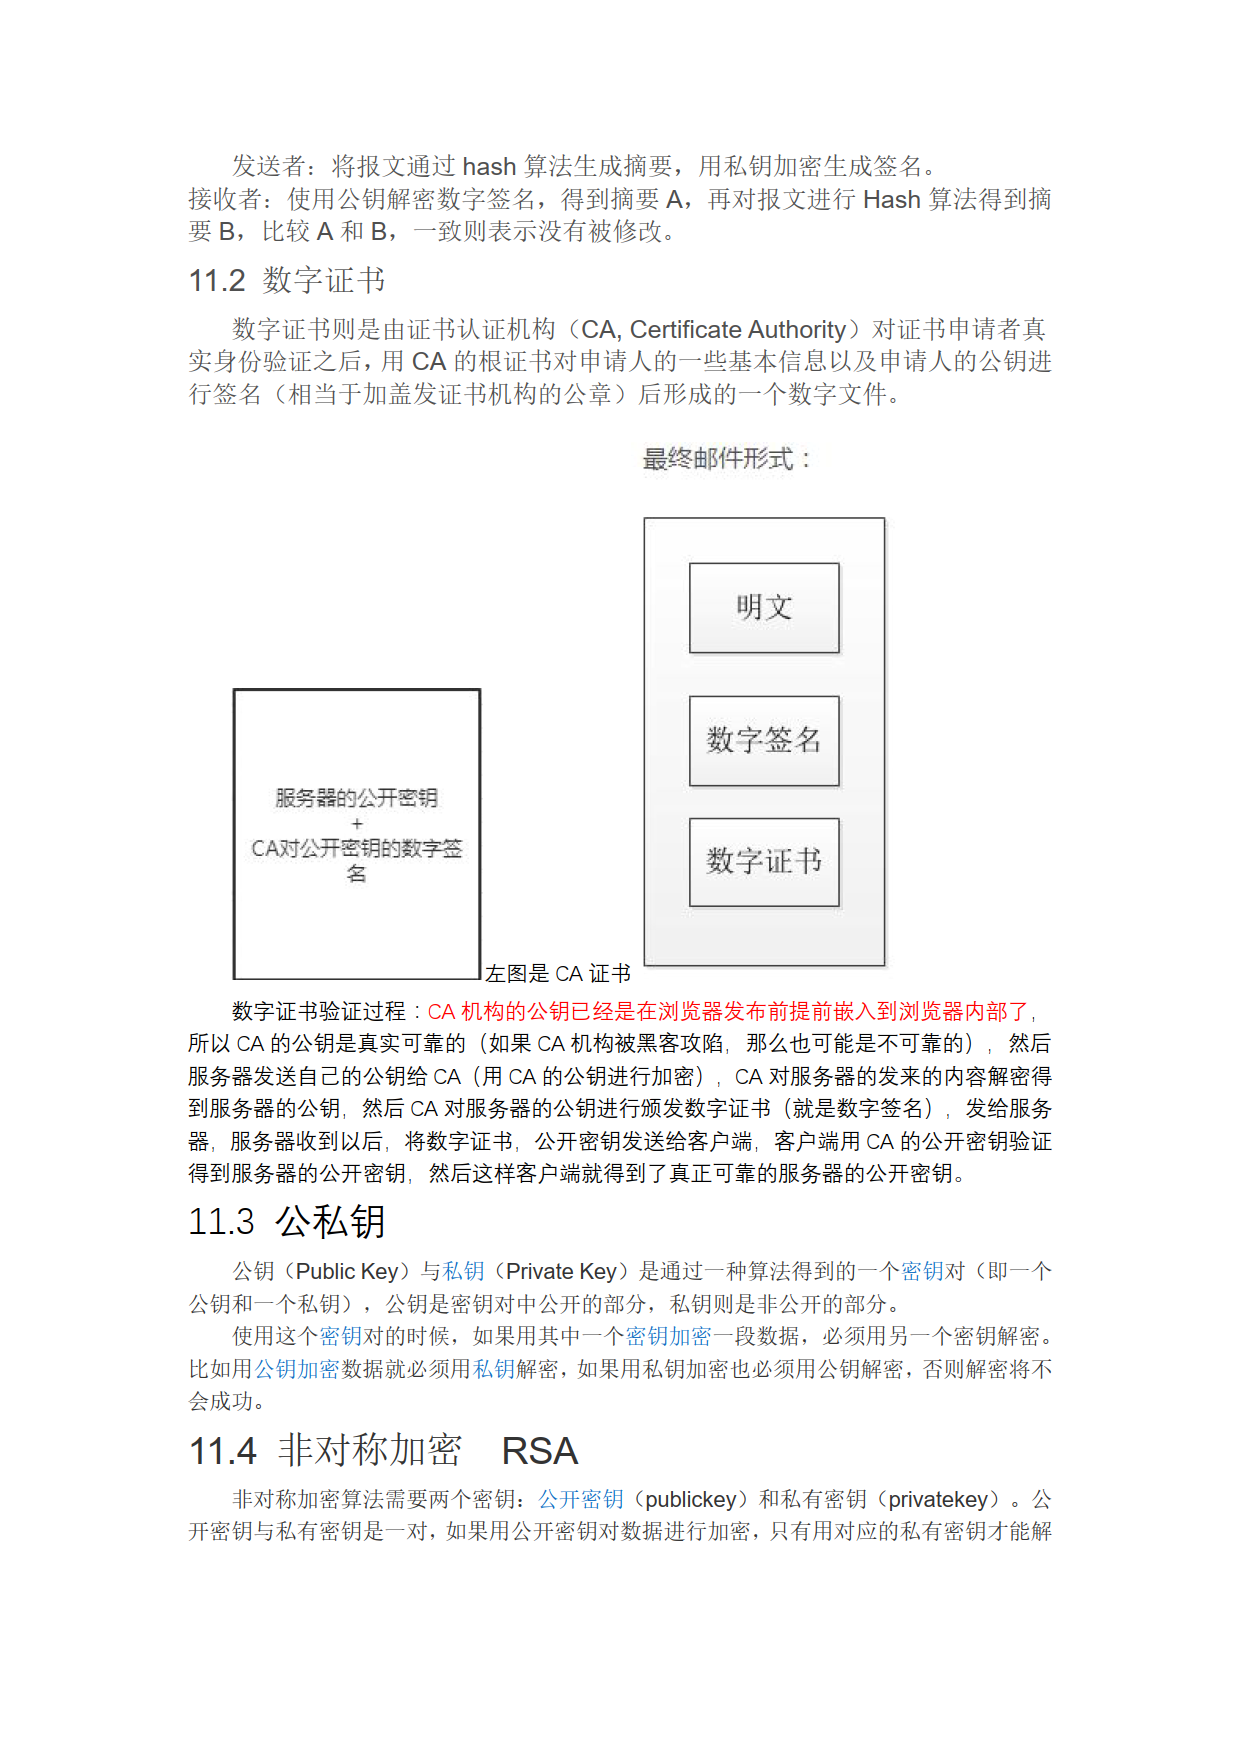 发送者：将报文通过 hash 算法生成摘要，用私钥加密生成签名。
接收者：使用公钥解密数字签名，得到摘要 A，再对报文进行 Hash 算法得到摘
要 B，比较 A 和 B，一致则表示没有被修改。
11.2 数字证书
数字证书则是由证书认证机构（CA, Certificate Authority）对证书申请者真
实身份验证之后，用 CA 的根证书对申请人的一些基本信息以及申请人的公钥进
行签名（相当于加盖发证书机构的公章）后形成的一个数字文件。
最终邮件形式：
明文
数字签名
数字证书
服务器的公开密钥
+
CA对公开密钥的数字签
名
左图是 CA 证书
数字证书验证过程：CA 机构的公钥已经是在浏览器发布前提前嵌入到浏览器内部了，
所以 CA 的公钥是真实可靠的（如果 CA 机构被黑客攻陷，那么也可能是不可靠的），然后
服务器发送自己的公钥给 CA（用 CA 的公钥进行加密），CA 对服务器的发来的内容解密得
到服务器的公钥，然后 CA 对服务器的公钥进行颁发数字证书（就是数字签名），发给服务
器，服务器收到以后，将数字证书，公开密钥发送给客户端，客户端用 CA 的公开密钥验证
得到服务器的公开密钥，然后这样客户端就得到了真正可靠的服务器的公开密钥。
11.3 公私钥
公钥（Public Key）与私钥（Private Key）是通过一种算法得到的一个密钥对（即一个
公钥和一个私钥），公钥是密钥对中公开的部分，私钥则是非公开的部分。
使用这个密钥对的时候，如果用其中一个密钥加密一段数据，必须用另一个密钥解密。
比如用公钥加密数据就必须用私钥解密，如果用私钥加密也必须用公钥解密，否则解密将不
会成功。
11.4 非对称加密 RSA
非对称加密算法需要两个密钥：公开密钥（publickey）和私有密钥（privatekey）。公
开密钥与私有密钥是一对，如果用公开密钥对数据进行加密，只有用对应的私有密钥才能解